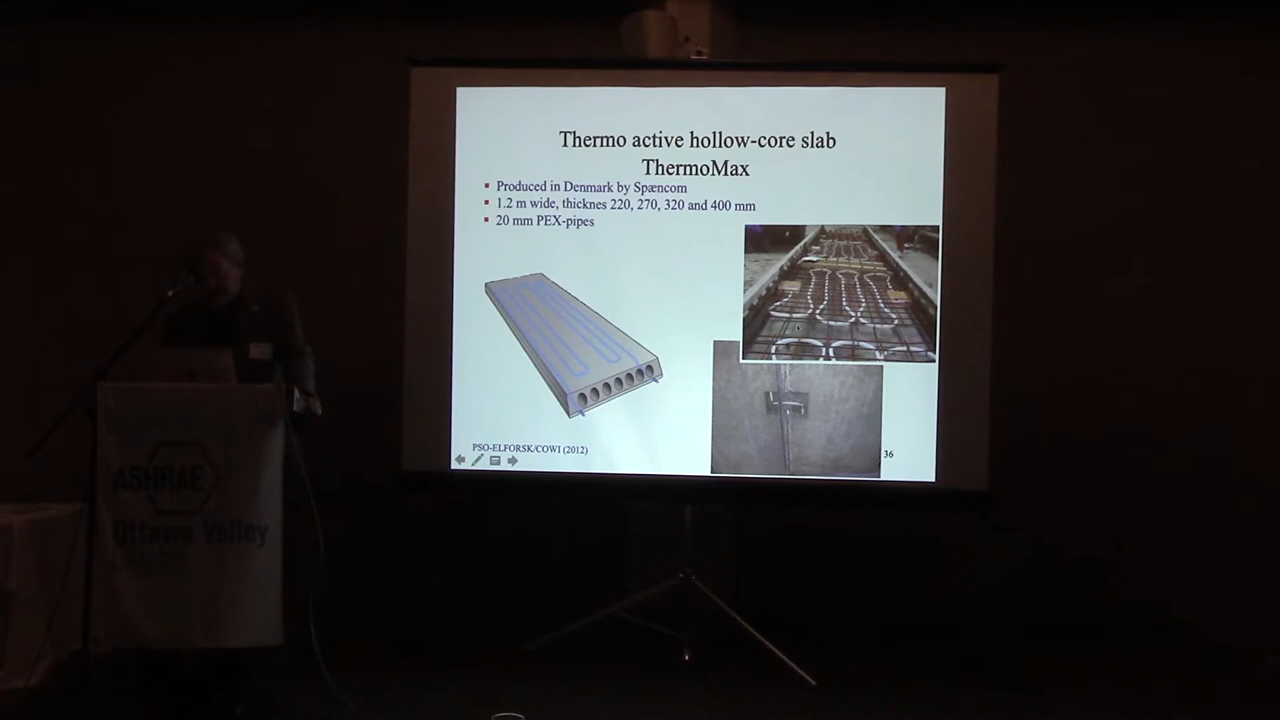 Thermo active hollow-core slab
ThermoMax
Produced in Denmark by Spæncom
1.2 m wide, thicknes 220, 270, 320 and 400 mm
20 mm PEX-pipes
PSO-ELFORSK/COWI (2012)
36
ASHRAE
Ottawa Valley